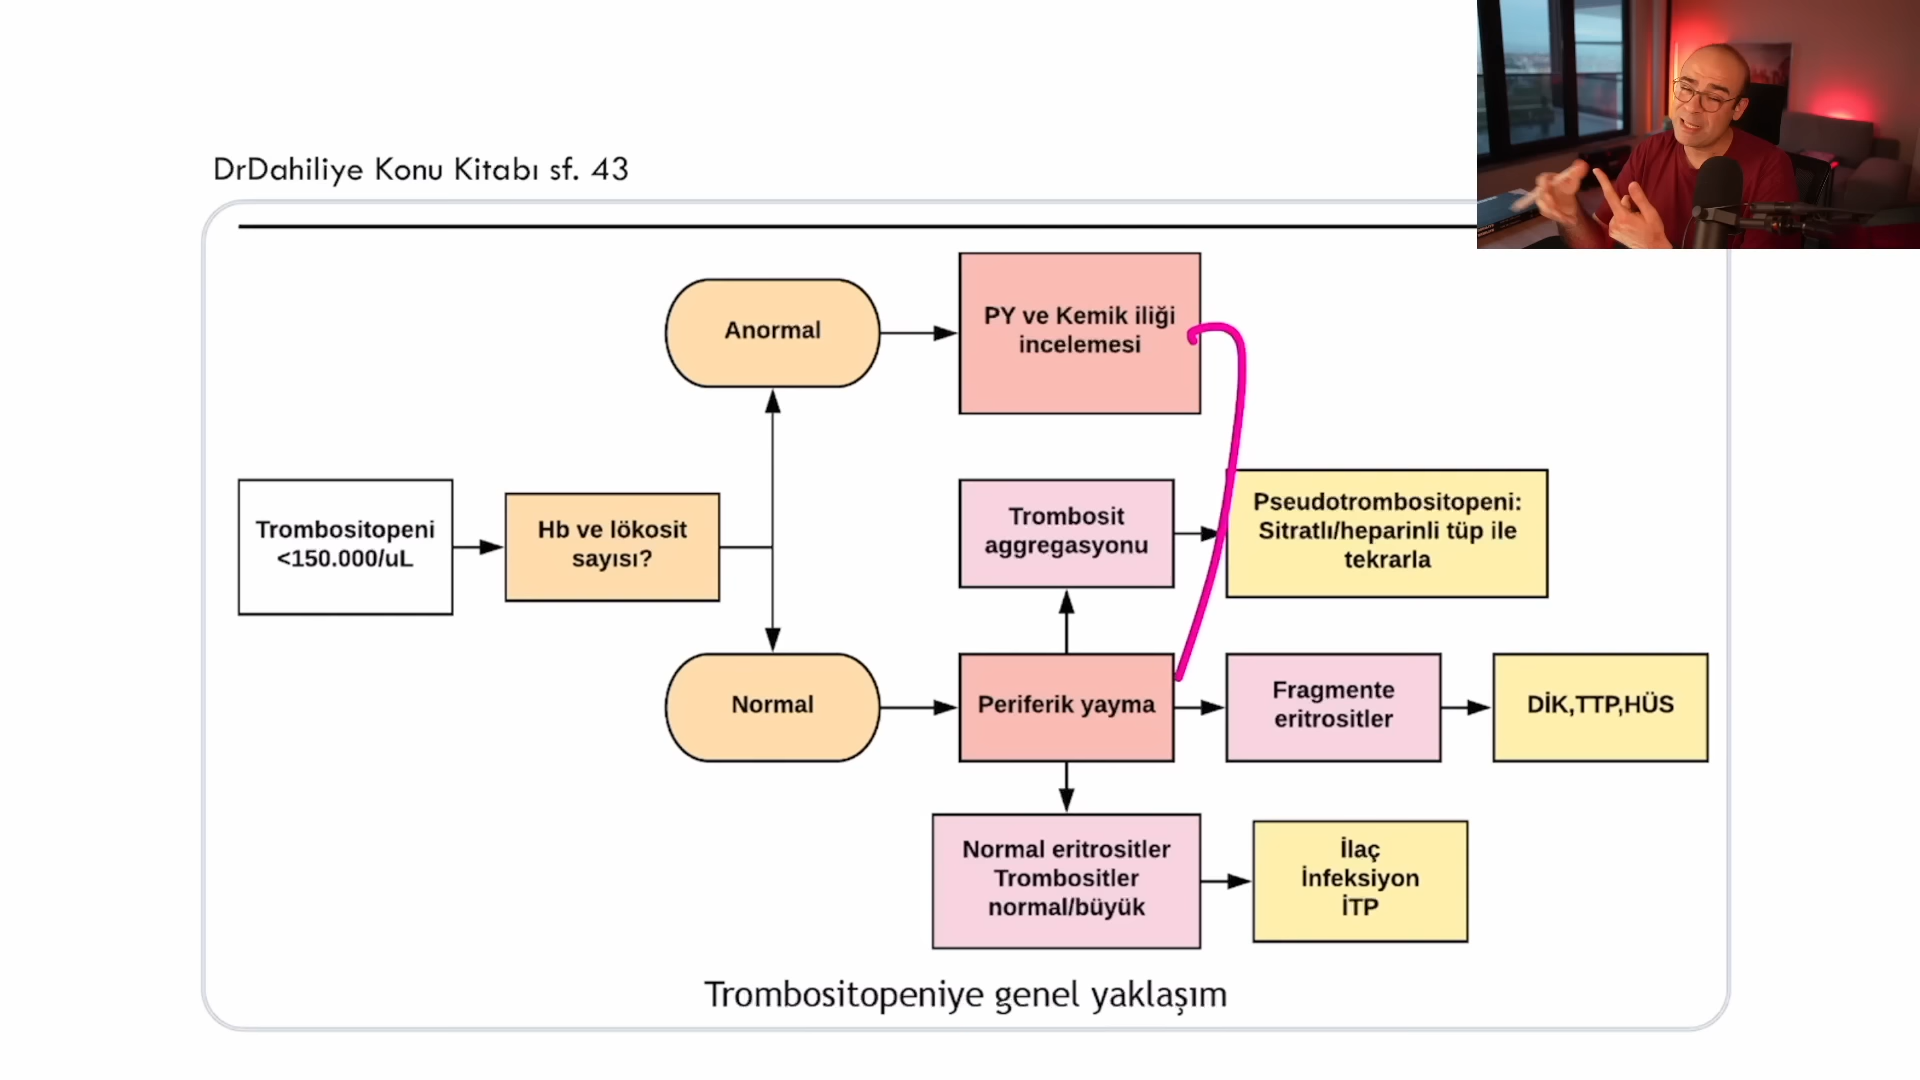 DrDahiliye Konu Kitabı sf. 43
Anormal
PY ve Kemik iliği
incelemesi
Trombositopeni
<150.000/uL
Hb ve lökosit
sayısı?
Trombosit
aggregasyonu
Pseudotrombositopeni:
Sitratlı/heparinli tüp ile
tekrarla
Normal
Periferik yayma
Fragmente
eritrositler
DİK,TTP,HÜS
Normal eritrositler
Trombositler
normal/büyük
İlaç
İnfeksiyon
İTP
Trombositopeniye genel yaklaşım